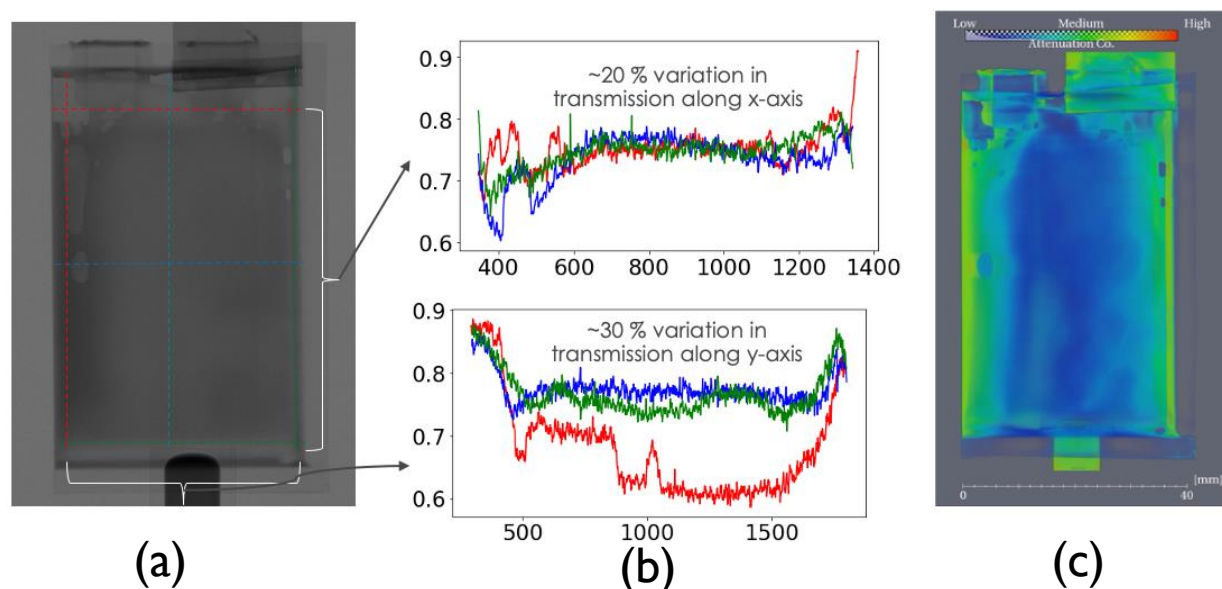 0.9
0.8
0.7
0.6
~20 % variation in
transmission along x-axis
400 600 800 1000 1200 1400
0.9
0.8
0.7
0.6
~30 % variation in
transmission along y-axis
500 1000 1500
Low Medium High
Attenuation Co.
[mm]
0 40
(a) (b) (c)